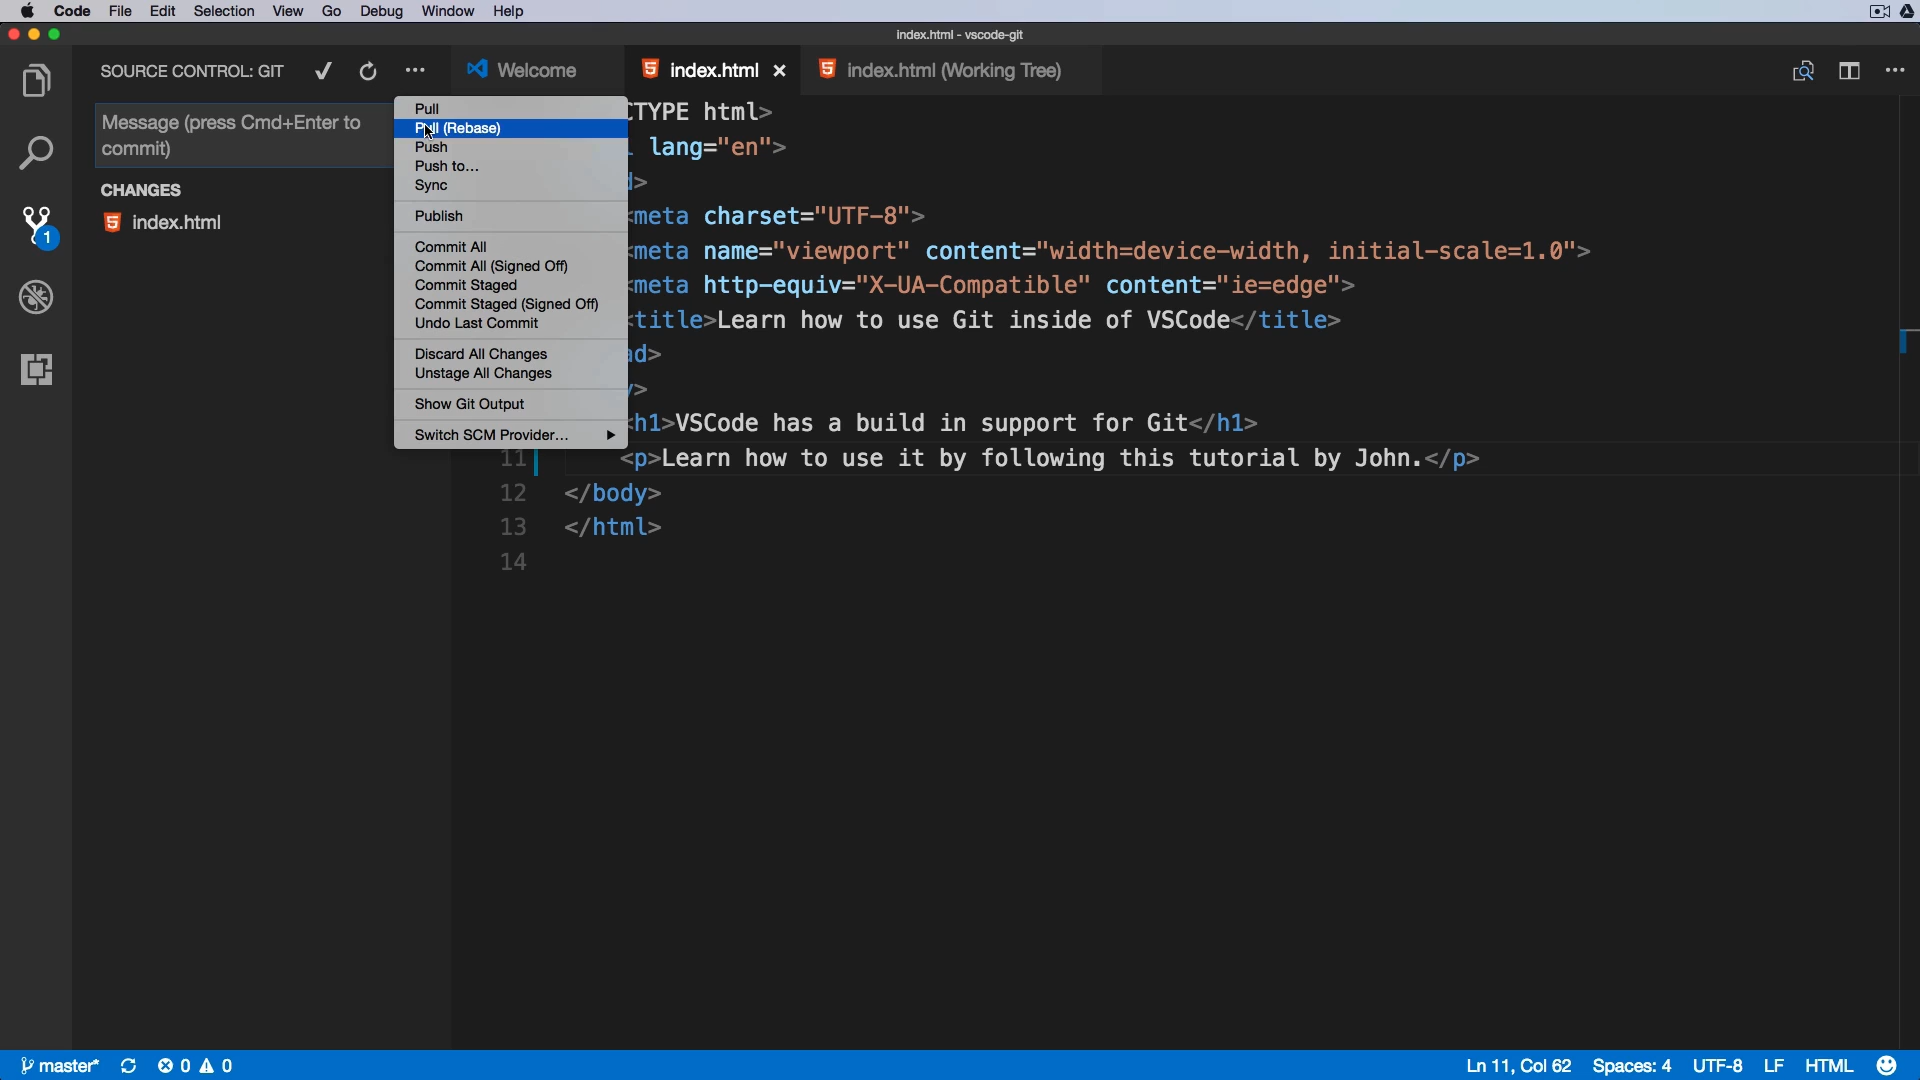 Code File Edit Selection View Go Debug Window Help
index.html - vscode-git
SOURCE CONTROL: GIT
Welcome
index.html
index.html (Working Tree)
Message (press Cmd+Enter to
commit)
CHANGES
index.html
1
Pull
Pull (Rebase)
Push
Push to...
Sync
Publish
Commit All
Commit All (Signed Off)
Commit Staged
Commit Staged (Signed Off)
Undo Last Commit
Discard All Changes
Unstage All Changes
Show Git Output
Switch SCM Provider...
CTYPE html>
lang="en">
>
<meta charset="UTF-8">
<meta name="viewport" content="width=device-width, initial-scale=1.0">
<meta http-equiv="X-UA-Compatible" content="ie=edge">
<title>Learn how to use Git inside of VSCode</title>
ad>
>
<h1>VSCode has a build in support for Git</h1>
11 <p>Learn how to use it by following this tutorial by John.</p>
12 </body>
13 </html>
14
master* 0 0 Ln 11, Col 62 Spaces: 4 UTF-8 LF HTML